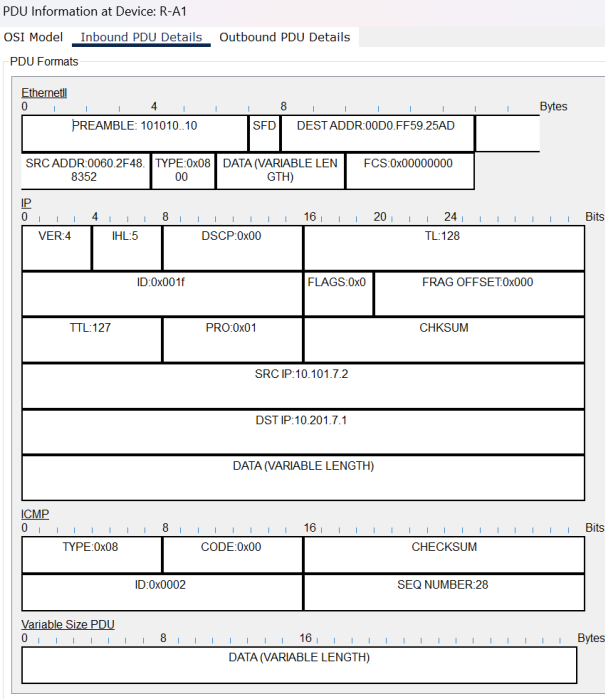 PDU Information at Device: R-A1
OSI Model Inbound PDU Details Outbound PDU Details
PDU Formats
EthernetII
0 4 8 Bytes
PREAMBLE: 101010..10 SFD DEST ADDR:00D0.FF59.25AD
SRC ADDR:0060.2F48.8352 TYPE:0x0800 DATA (VARIABLE LENGTH) FCS:0x00000000
IP
0 4 8 16 20 24 Bits
VER:4 IHL:5 DSCP:0x00 TL:128
ID:0x001f FLAGS:0x0 FRAG OFFSET:0x000
TTL:127 PRO:0x01 CHKSUM
SRC IP:10.101.7.2
DST IP:10.201.7.1
DATA (VARIABLE LENGTH)
ICMP
0 8 16 Bits
TYPE:0x08 CODE:0x00 CHECKSUM
ID:0x0002 SEQ NUMBER:28
Variable Size PDU
0 8 16 Bytes
DATA (VARIABLE LENGTH)